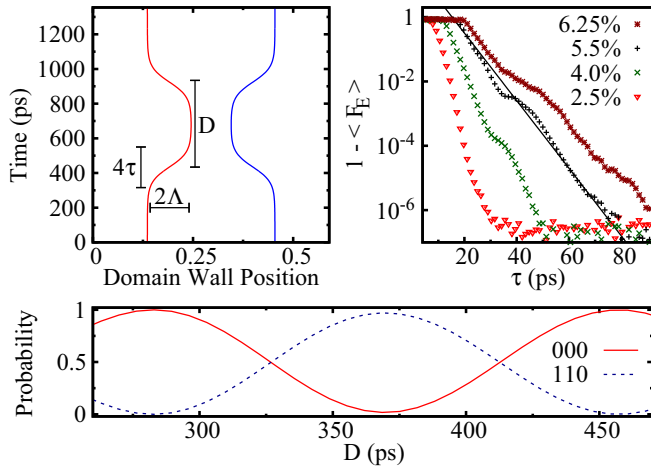 1200
1000
800
600
400
200
0
Time (ps)
D
4τ
2Λ
0 0.25 0.5
Domain Wall Position
1
10^-2
10^-4
10^-6
1 - < F_E >
6.25%
5.5%
4.0%
2.5%
20 40 60 80
τ (ps)
1
0.5
0
Probability
000
110
300 350 400 450
D (ps)